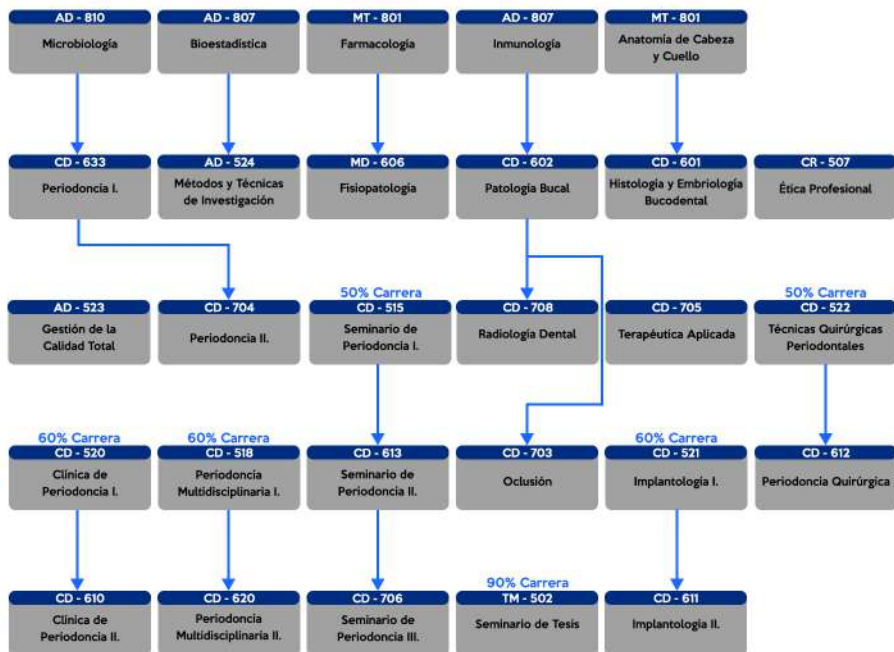 AD - 810
Microbiología
AD - 807
Bioestadística
MT - 801
Farmacología
AD - 807
Inmunología
MT - 801
Anatomía de Cabeza
y Cuello
CD - 633
Periodoncia I.
AD - 524
Métodos y Técnicas
de Investigación
MD - 606
Fisiopatología
CD - 602
Patología Bucal
CD - 601
Histología y Embriología
Bucodental
CR - 507
Ética Profesional
AD - 523
Gestión de la
Calidad Total
CD - 704
Periodoncia II.
50% Carrera
CD - 515
Seminario de
Periodoncia I.
CD - 708
Radiología Dental
CD - 705
Terapéutica Aplicada
50% Carrera
CD - 522
Técnicas Quirúrgicas
Periodontales
60% Carrera
CD - 520
Clínica de
Periodoncia I.
60% Carrera
CD - 518
Periodoncia
Multidisciplinaria I.
CD - 613
Seminario de
Periodoncia II.
CD - 703
Oclusión
60% Carrera
CD - 521
Implantología I.
CD - 612
Periodoncia Quirúrgica
CD - 610
Clínica de
Periodoncia II.
CD - 620
Periodoncia
Multidisciplinaria II.
CD - 706
Seminario de
Periodoncia III.
90% Carrera
TM - 502
Seminario de Tesis
CD - 611
Implantología II.